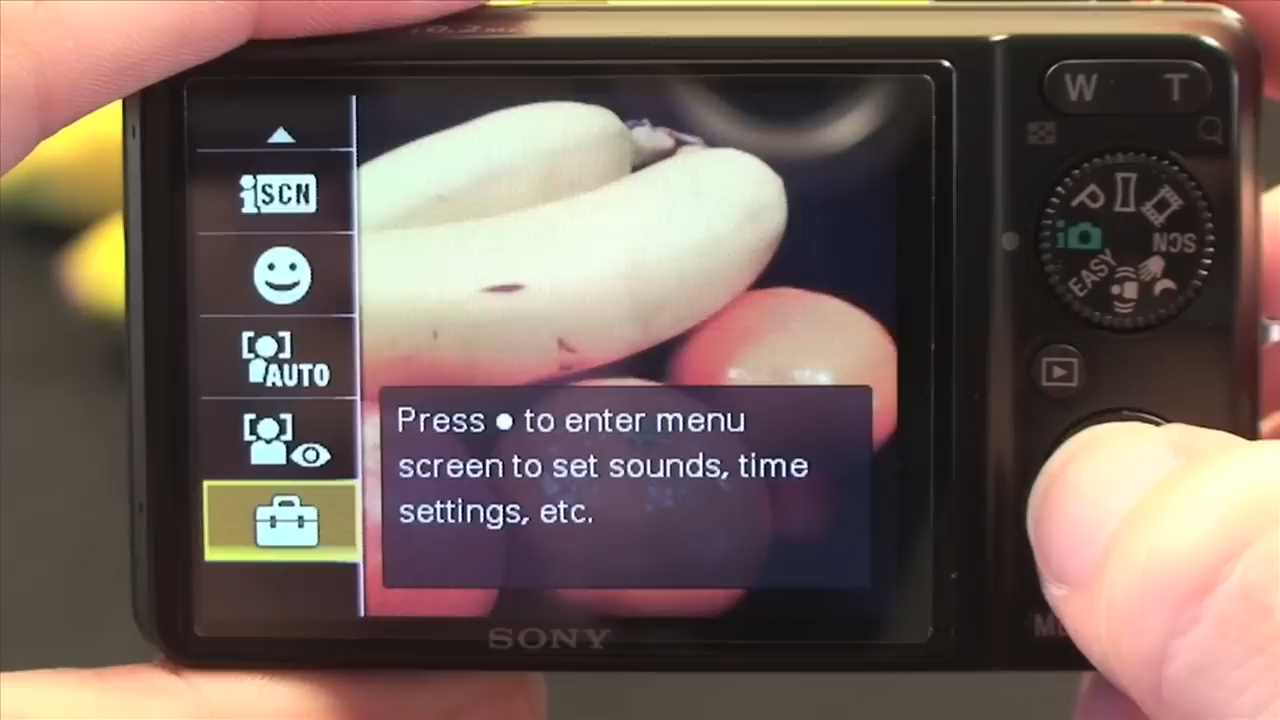 W T
iSCN
P
i
SCN
EASY
AUTO
Press ● to enter menu
screen to set sounds, time
settings, etc.
SONY